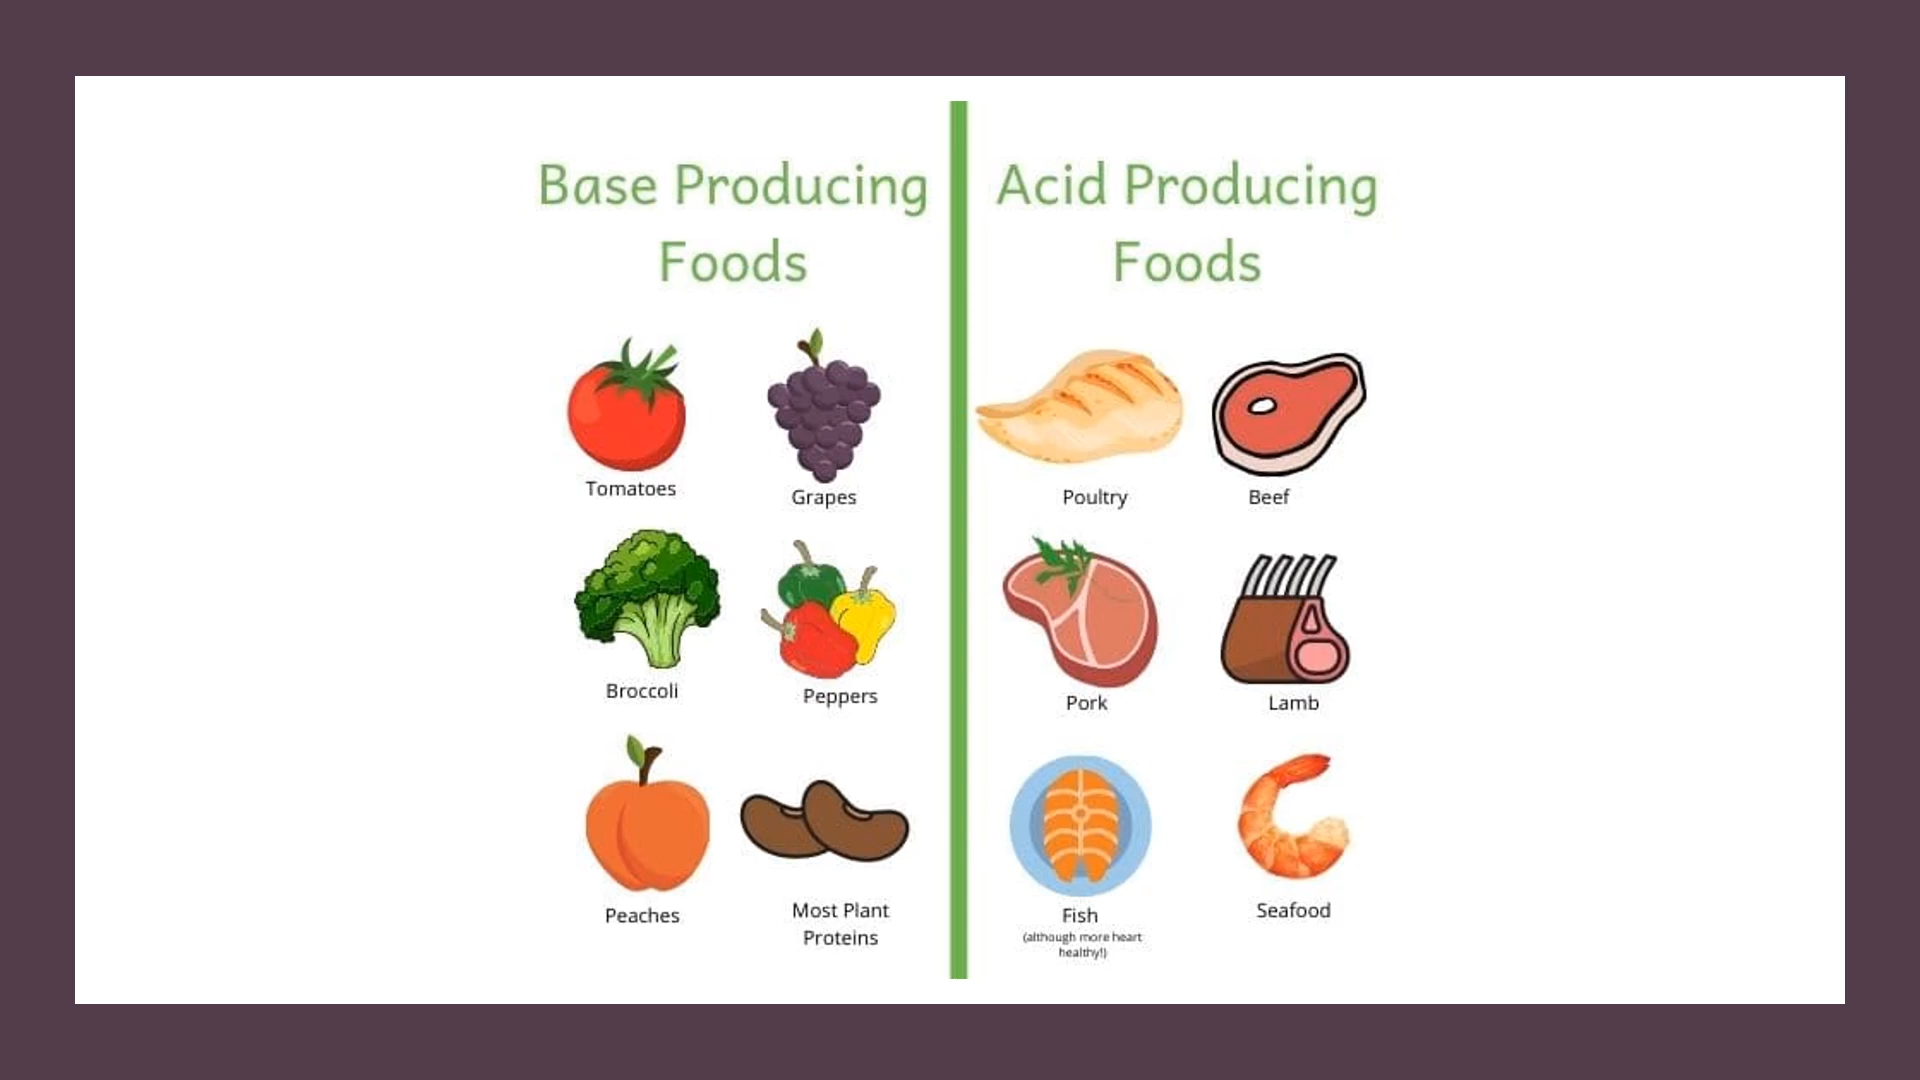 Base Producing
Foods
Tomatoes
Grapes
Broccoli
Peppers
Peaches
Most Plant
Proteins
Acid Producing
Foods
Poultry
Beef
Pork
Lamb
Fish
(although more heart
healthy!)
Seafood